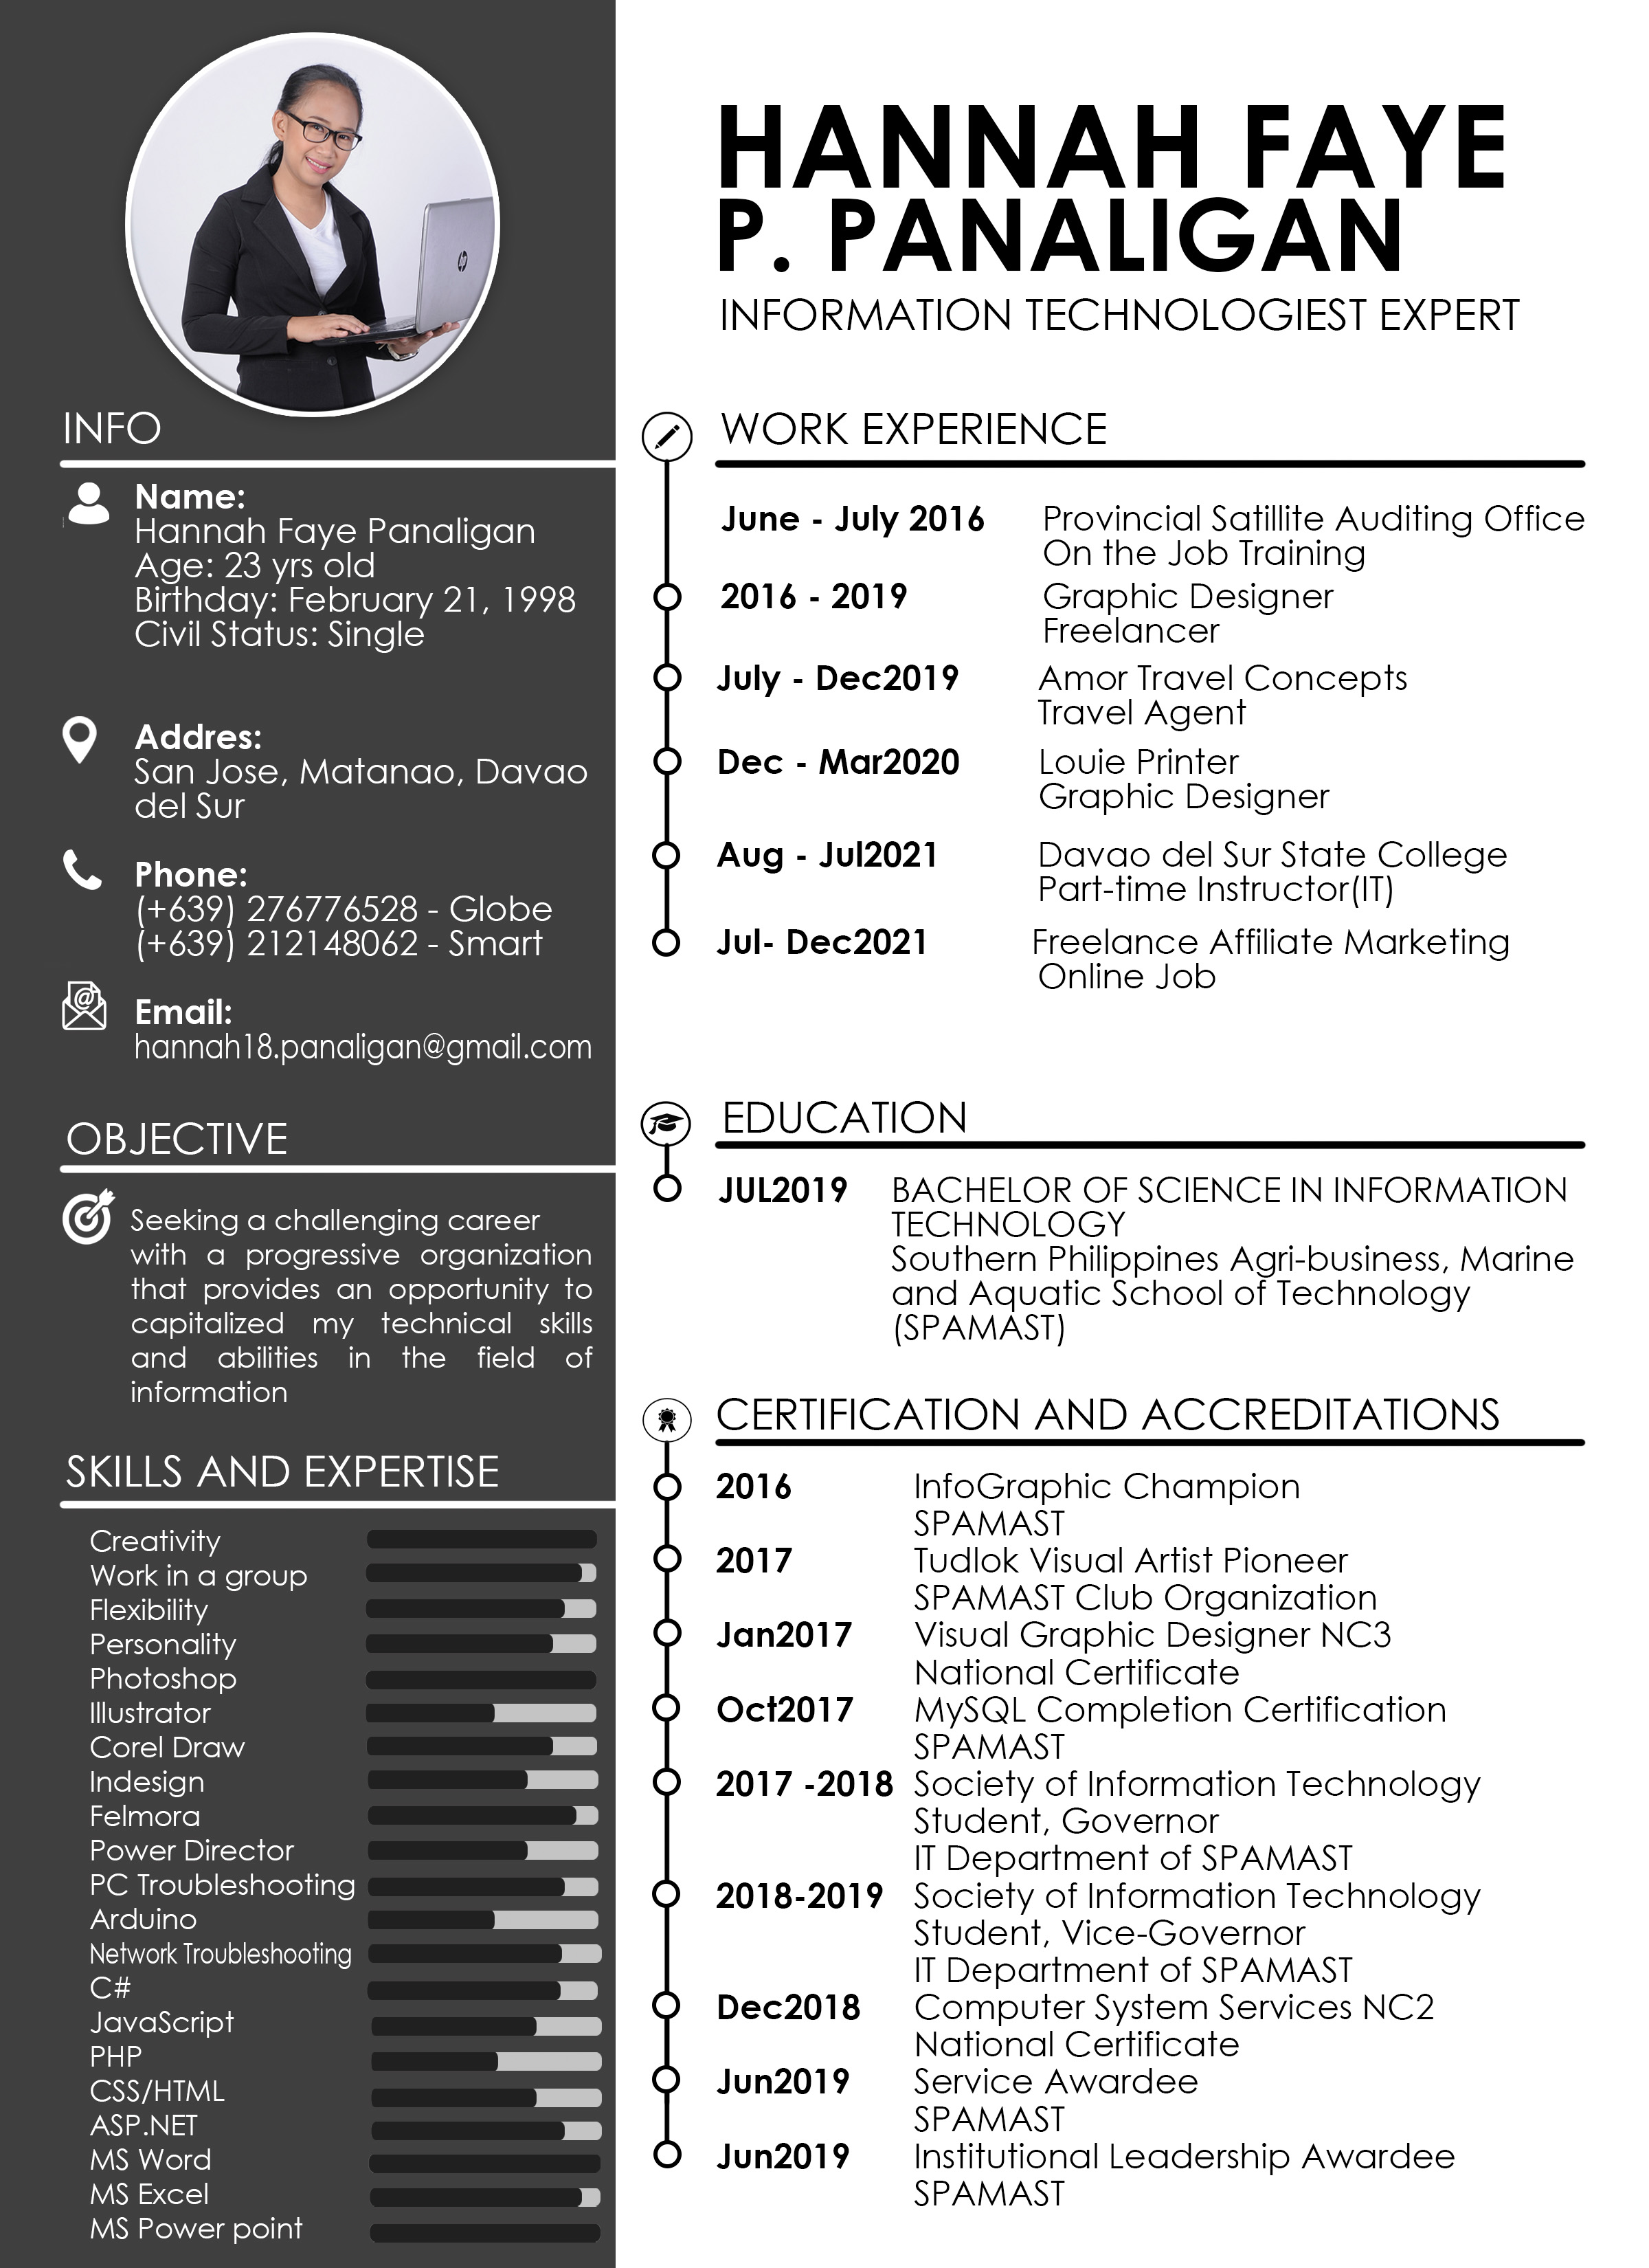 HANNAH FAYE
P. PANALIGAN
INFORMATION TECHNOLOGIEST EXPERT
INFO
Name:
Hannah Faye Panaligan
Age: 23 yrs old
Birthday: February 21, 1998
Civil Status: Single
Addres:
San Jose, Matanao, Davao
del Sur
Phone:
(+639) 276776528 - Globe
(+639) 212148062 - Smart
Email:
hannah18.panaligan@gmail.com
OBJECTIVE
Seeking a challenging career
with a progressive organization
that provides an opportunity to
capitalized my technical skills
and abilities in the field of
information
SKILLS AND EXPERTISE
Creativity
Work in a group
Flexibility
Personality
Photoshop
Illustrator
Corel Draw
Indesign
Felmora
Power Director
PC Troubleshooting
Arduino
Network Troubleshooting
C#
JavaScript
PHP
CSS/HTML
ASP.NET
MS Word
MS Excel
MS Power point
WORK EXPERIENCE
June - July 2016 Provincial Satillite Auditing Office
On the Job Training
2016 - 2019 Graphic Designer
Freelancer
July - Dec2019 Amor Travel Concepts
Travel Agent
Dec - Mar2020 Louie Printer
Graphic Designer
Aug - Jul2021 Davao del Sur State College
Part-time Instructor(IT)
Jul- Dec2021 Freelance Affiliate Marketing
Online Job
EDUCATION
JUL2019 BACHELOR OF SCIENCE IN INFORMATION
TECHNOLOGY
Southern Philippines Agri-business, Marine
and Aquatic School of Technology
(SPAMAST)
CERTIFICATION AND ACCREDITATIONS
2016 InfoGraphic Champion
SPAMAST
2017 Tudlok Visual Artist Pioneer
SPAMAST Club Organization
Jan2017 Visual Graphic Designer NC3
National Certificate
Oct2017 MySQL Completion Certification
SPAMAST
2017 -2018 Society of Information Technology
Student, Governor
IT Department of SPAMAST
2018-2019 Society of Information Technology
Student, Vice-Governor
IT Department of SPAMAST
Dec2018 Computer System Services NC2
National Certificate
Jun2019 Service Awardee
SPAMAST
Jun2019 Institutional Leadership Awardee
SPAMAST